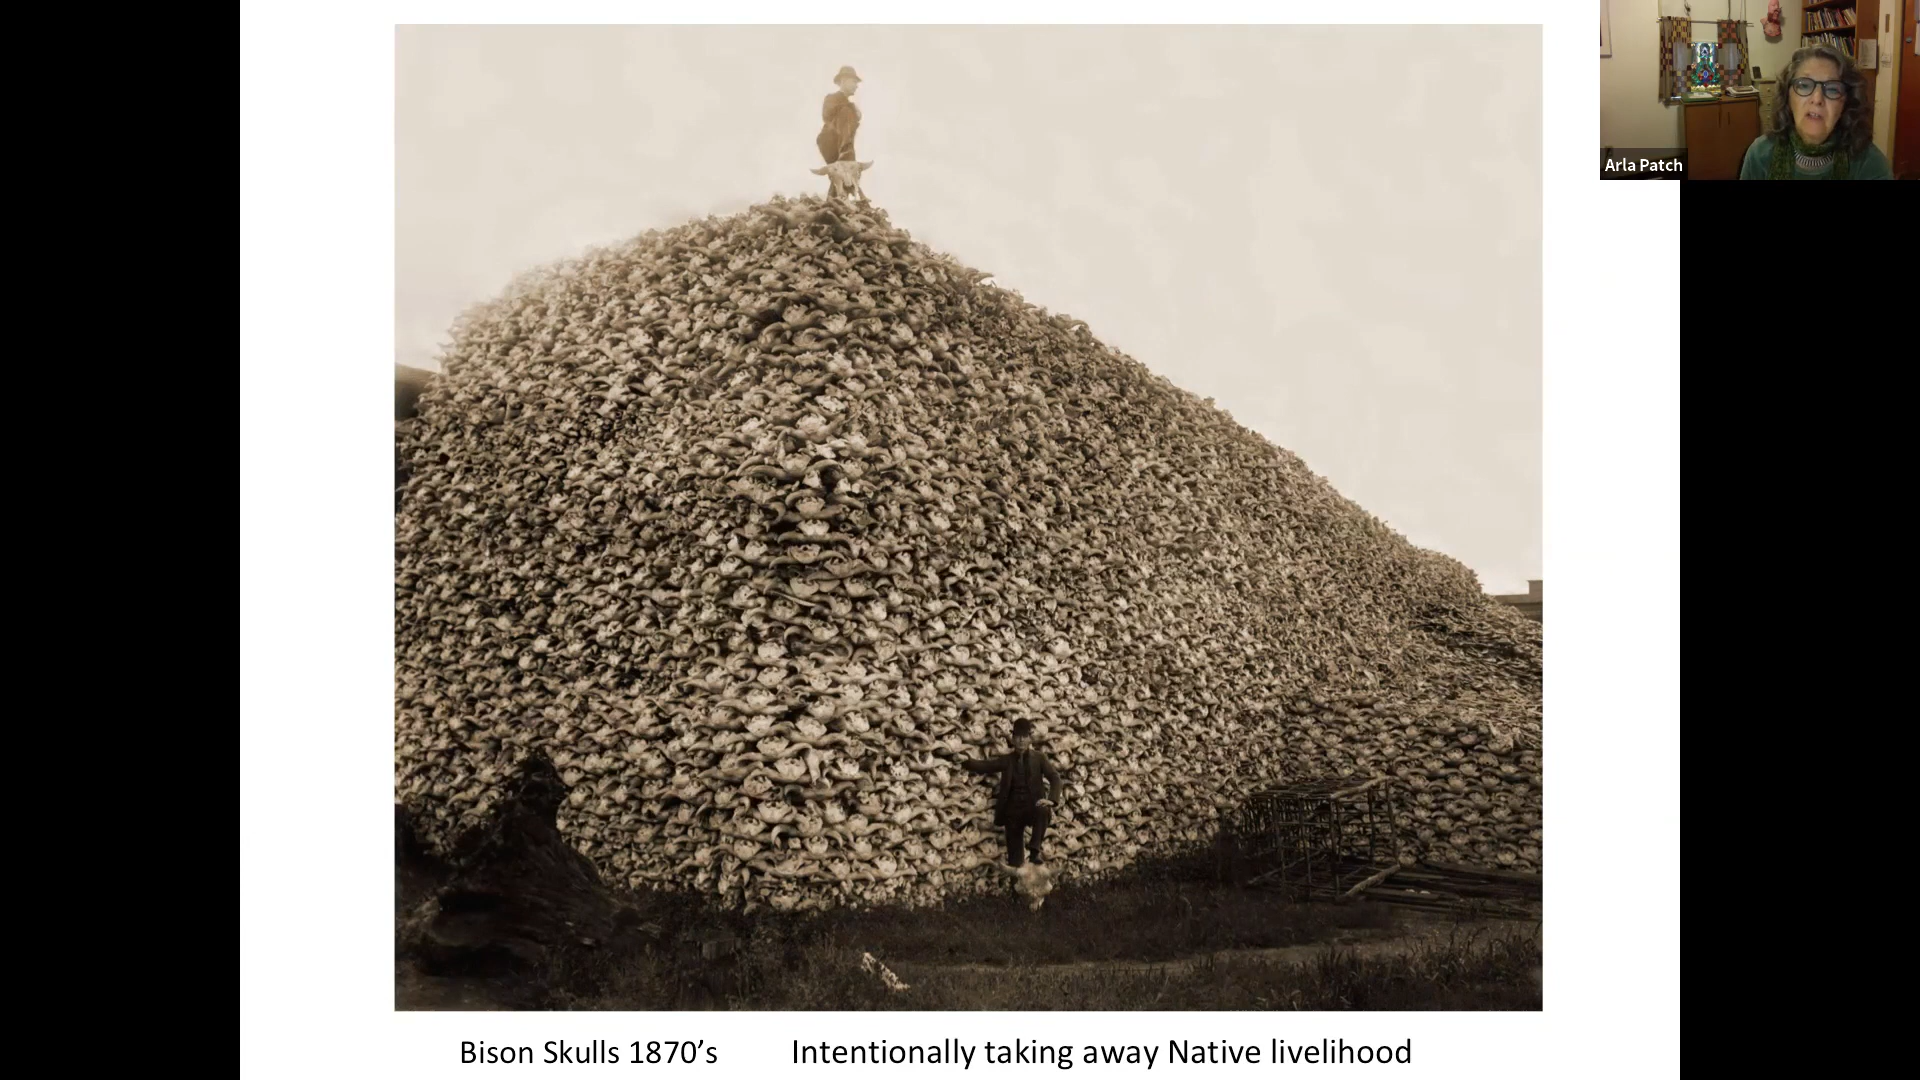 Arla Patch
Bison Skulls 1870’s Intentionally taking away Native livelihood